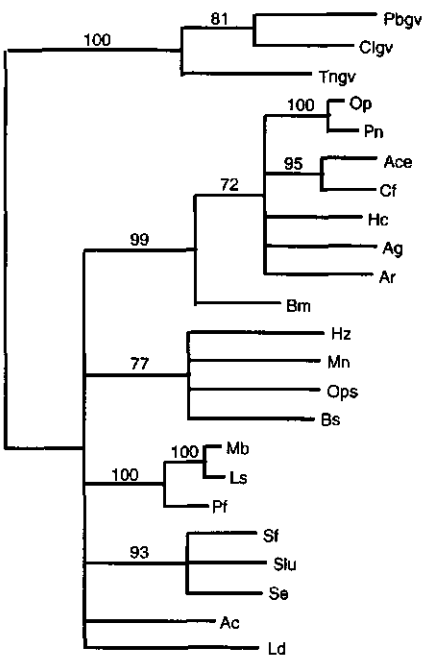 Pbgv
81
100
Clgv
Tngv
100
Op
Pn
95
Ace
72
Cf
Hc
99
Ag
Ar
Bm
Hz
77
Mn
Ops
Bs
100
Mb
100
Ls
Pf
Sf
93
Slu
Se
Ac
Ld